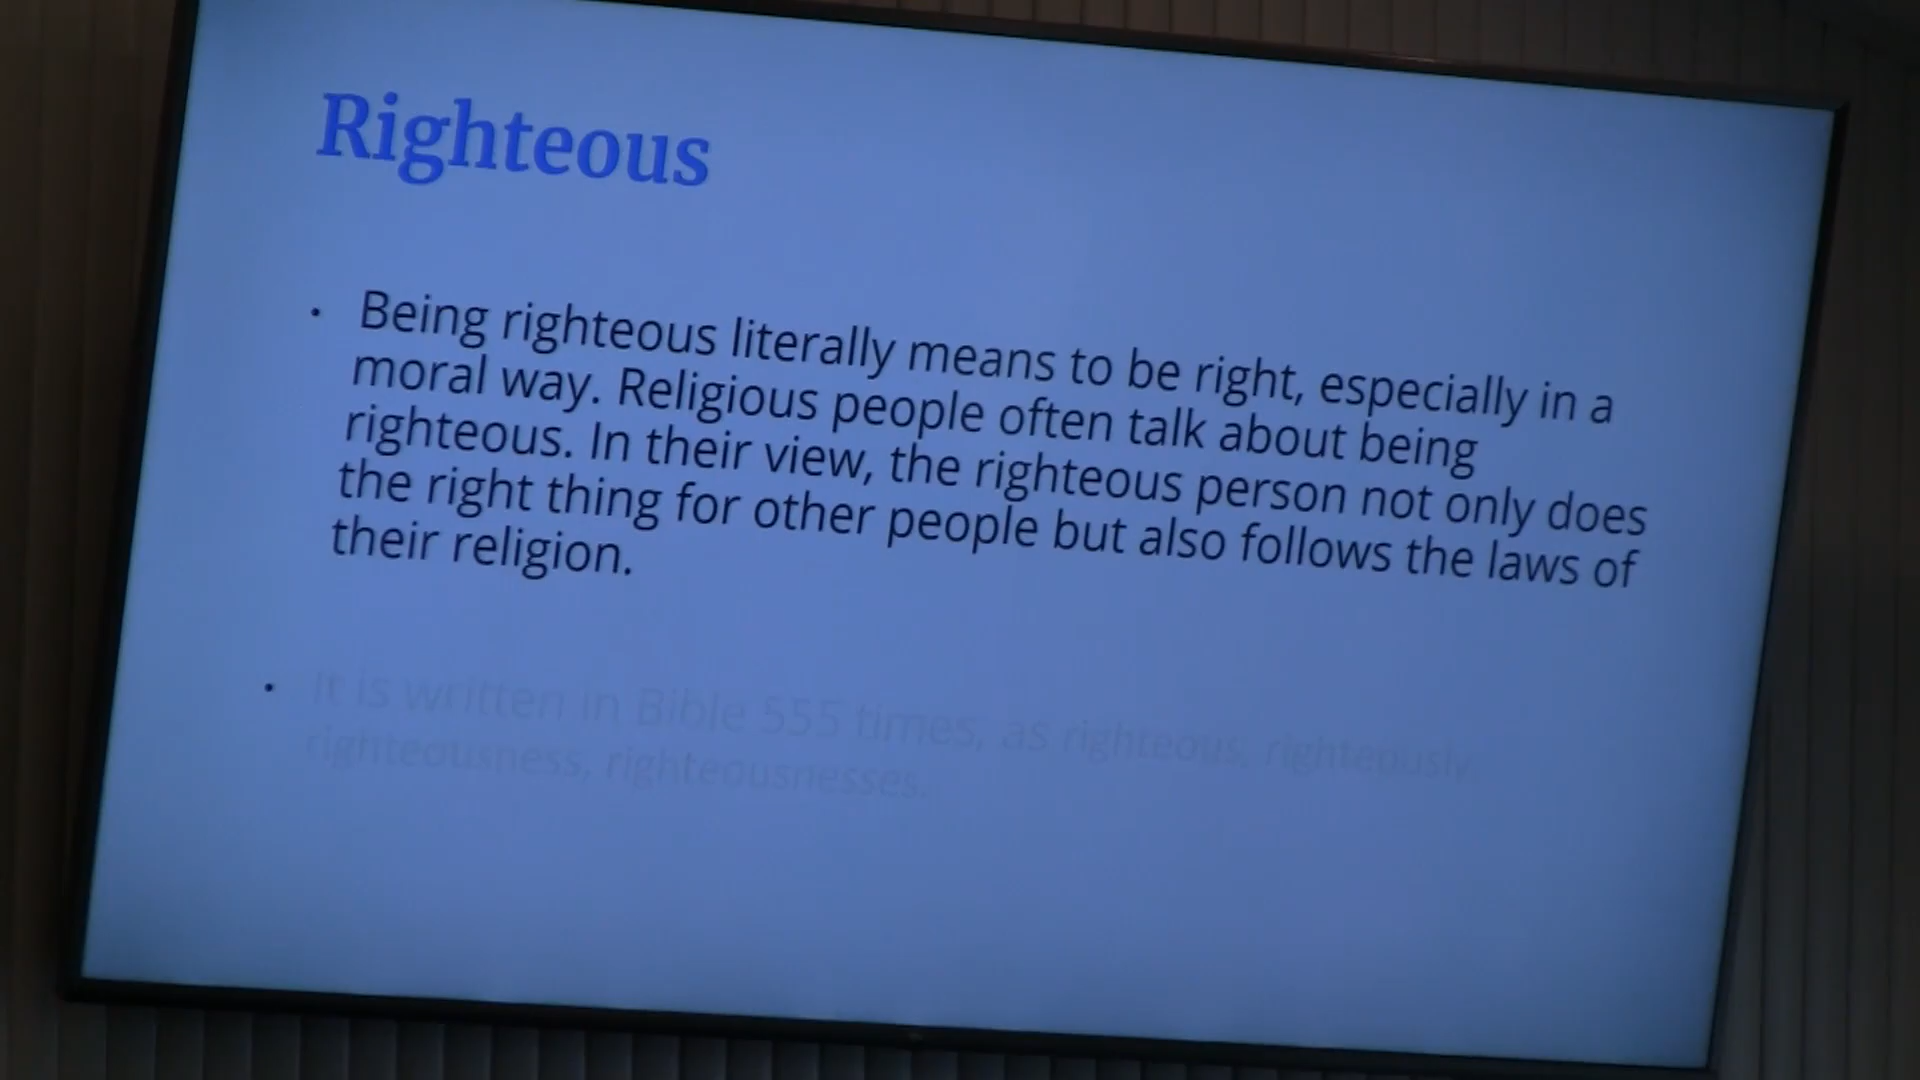 Righteous
• Being righteous literally means to be right, especially in a
moral way. Religious people often talk about being
righteous. In their view, the righteous person not only does
the right thing for other people but also follows the laws of
their religion.
• It is written in Bible 555 times, as righteous, righteously
righteousness, righteousnesses.